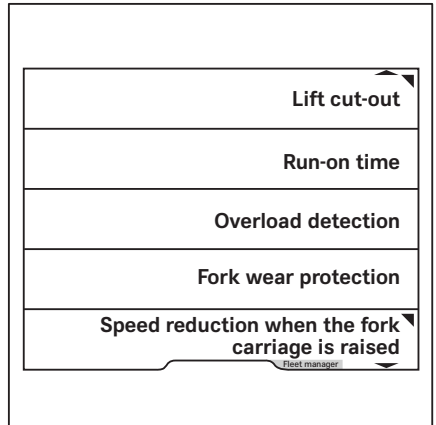 Lift cut-out
Run-on time
Overload detection
Fork wear protection
Speed reduction when the fork
carriage is raised
Fleet manager